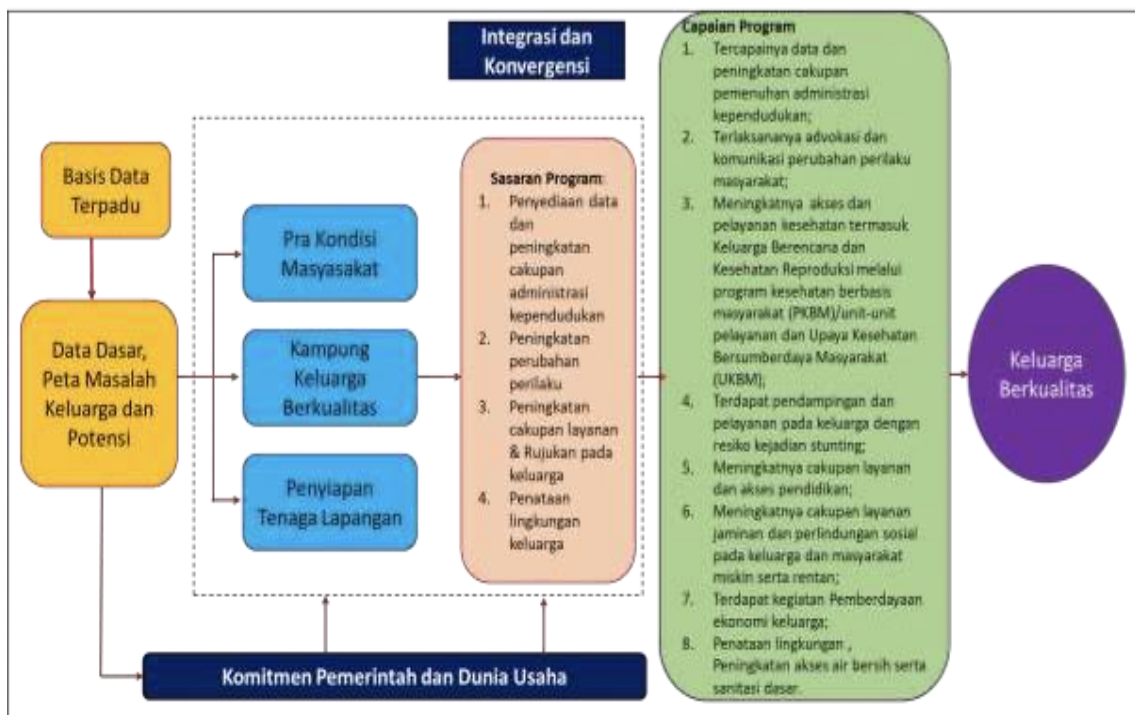 Integrasi dan
Konvergensi
Basis Data
Terpadu
Data Dasar,
Peta Masalah
Keluarga dan
Potensi
Pra Kondisi
Masyasakat
Kampung
Keluarga
Berkualitas
Penyiapan
Tenaga Lapangan
Sasaran Program:
1. Penyediaan data
dan
peningkatan
cakupan
administrasi
kependudukan
2. Peningkatan
perubahan
perilaku
3. Peningkatan
cakupan layanan
& Rujukan pada
keluarga
4. Penataan
lingkungan
keluarga
Capaian Program
1. Tercapainya data dan
peningkatan cakupan
pemenuhan administrasi
kependudukan;
2. Terlaksananya advokasi dan
komunikasi perubahan perilaku
masyarakat;
3. Meningkatnya akses dan
pelayanan kesehatan termasuk
Keluarga Berencana dan
Kesehatan Reproduksi melalui
program kesehatan berbasis
masyarakat (PKBM)/unit-unit
pelayanan dan Upaya Kesehatan
Bersumberdaya Masyarakat
(UKBM);
4. Terdapat pendampingan dan
pelayanan pada keluarga dengan
resiko kejadian stunting;
5. Meningkatnya cakupan layanan
dan akses pendidikan;
6. Meningkatnya cakupan layanan
jaminan dan perlindungan sosial
pada keluarga dan masyarakat
miskin serta rentan;
7. Terdapat kegiatan Pemberdayaan
ekonomi keluarga;
8. Penataan lingkungan ,
Peningkatan akses air bersih serta
sanitasi dasar.
Keluarga
Berkualitas
Komitmen Pemerintah dan Dunia Usaha